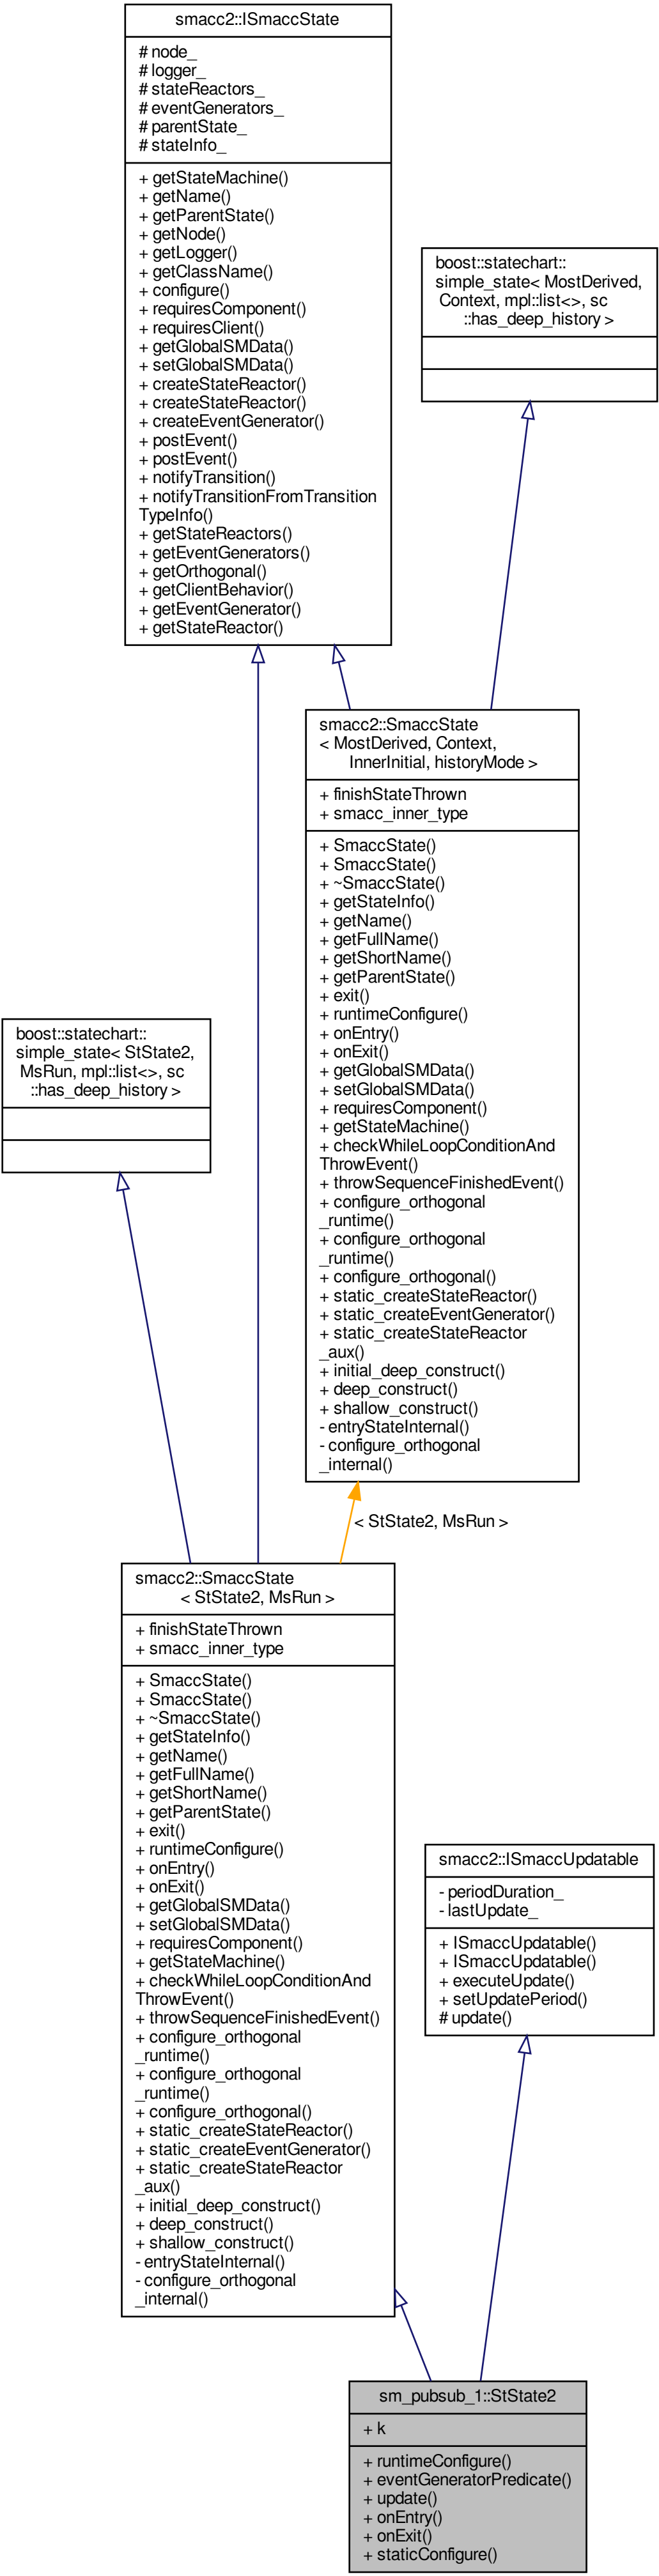 smacc2::ISmaccState
# node_
# logger_
# stateReactors_
# eventGenerators_
# parentState_
# stateInfo_
+ getStateMachine()
+ getName()
+ getParentState()
+ getNode()
+ getLogger()
+ getClassName()
+ configure()
+ requiresComponent()
+ requiresClient()
+ getGlobalSMData()
+ setGlobalSMData()
+ createStateReactor()
+ createStateReactor()
+ createEventGenerator()
+ postEvent()
+ postEvent()
+ notifyTransition()
+ notifyTransitionFromTransition
TypeInfo()
+ getStateReactors()
+ getEventGenerators()
+ getOrthogonal()
+ getClientBehavior()
+ getEventGenerator()
+ getStateReactor()
boost::statechart::
simple_state< MostDerived,
Context, mpl::list<>, sc
::has_deep_history >
smacc2::SmaccState
< MostDerived, Context,
InnerInitial, historyMode >
+ finishStateThrown
+ smacc_inner_type
+ SmaccState()
+ SmaccState()
+ ~SmaccState()
+ getStateInfo()
+ getName()
+ getFullName()
+ getShortName()
+ getParentState()
+ exit()
+ runtimeConfigure()
+ onEntry()
+ onExit()
+ getGlobalSMData()
+ setGlobalSMData()
+ requiresComponent()
+ getStateMachine()
+ checkWhileLoopConditionAnd
ThrowEvent()
+ throwSequenceFinishedEvent()
+ configure_orthogonal
_runtime()
+ configure_orthogonal
_runtime()
+ configure_orthogonal()
+ static_createStateReactor()
+ static_createEventGenerator()
+ static_createStateReactor
_aux()
+ initial_deep_construct()
+ deep_construct()
+ shallow_construct()
- entryStateInternal()
- configure_orthogonal
_internal()
boost::statechart::
simple_state< StState2,
MsRun, mpl::list<>, sc
::has_deep_history >
< StState2, MsRun >
smacc2::SmaccState
< StState2, MsRun >
+ finishStateThrown
+ smacc_inner_type
+ SmaccState()
+ SmaccState()
+ ~SmaccState()
+ getStateInfo()
+ getName()
+ getFullName()
+ getShortName()
+ getParentState()
+ exit()
+ runtimeConfigure()
+ onEntry()
+ onExit()
+ getGlobalSMData()
+ setGlobalSMData()
+ requiresComponent()
+ getStateMachine()
+ checkWhileLoopConditionAnd
ThrowEvent()
+ throwSequenceFinishedEvent()
+ configure_orthogonal
_runtime()
+ configure_orthogonal
_runtime()
+ configure_orthogonal()
+ static_createStateReactor()
+ static_createEventGenerator()
+ static_createStateReactor
_aux()
+ initial_deep_construct()
+ deep_construct()
+ shallow_construct()
- entryStateInternal()
- configure_orthogonal
_internal()
smacc2::ISmaccUpdatable
- periodDuration_
- lastUpdate_
+ ISmaccUpdatable()
+ ISmaccUpdatable()
+ executeUpdate()
+ setUpdatePeriod()
# update()
sm_pubsub_1::StState2
+ k
+ runtimeConfigure()
+ eventGeneratorPredicate()
+ update()
+ onEntry()
+ onExit()
+ staticConfigure()